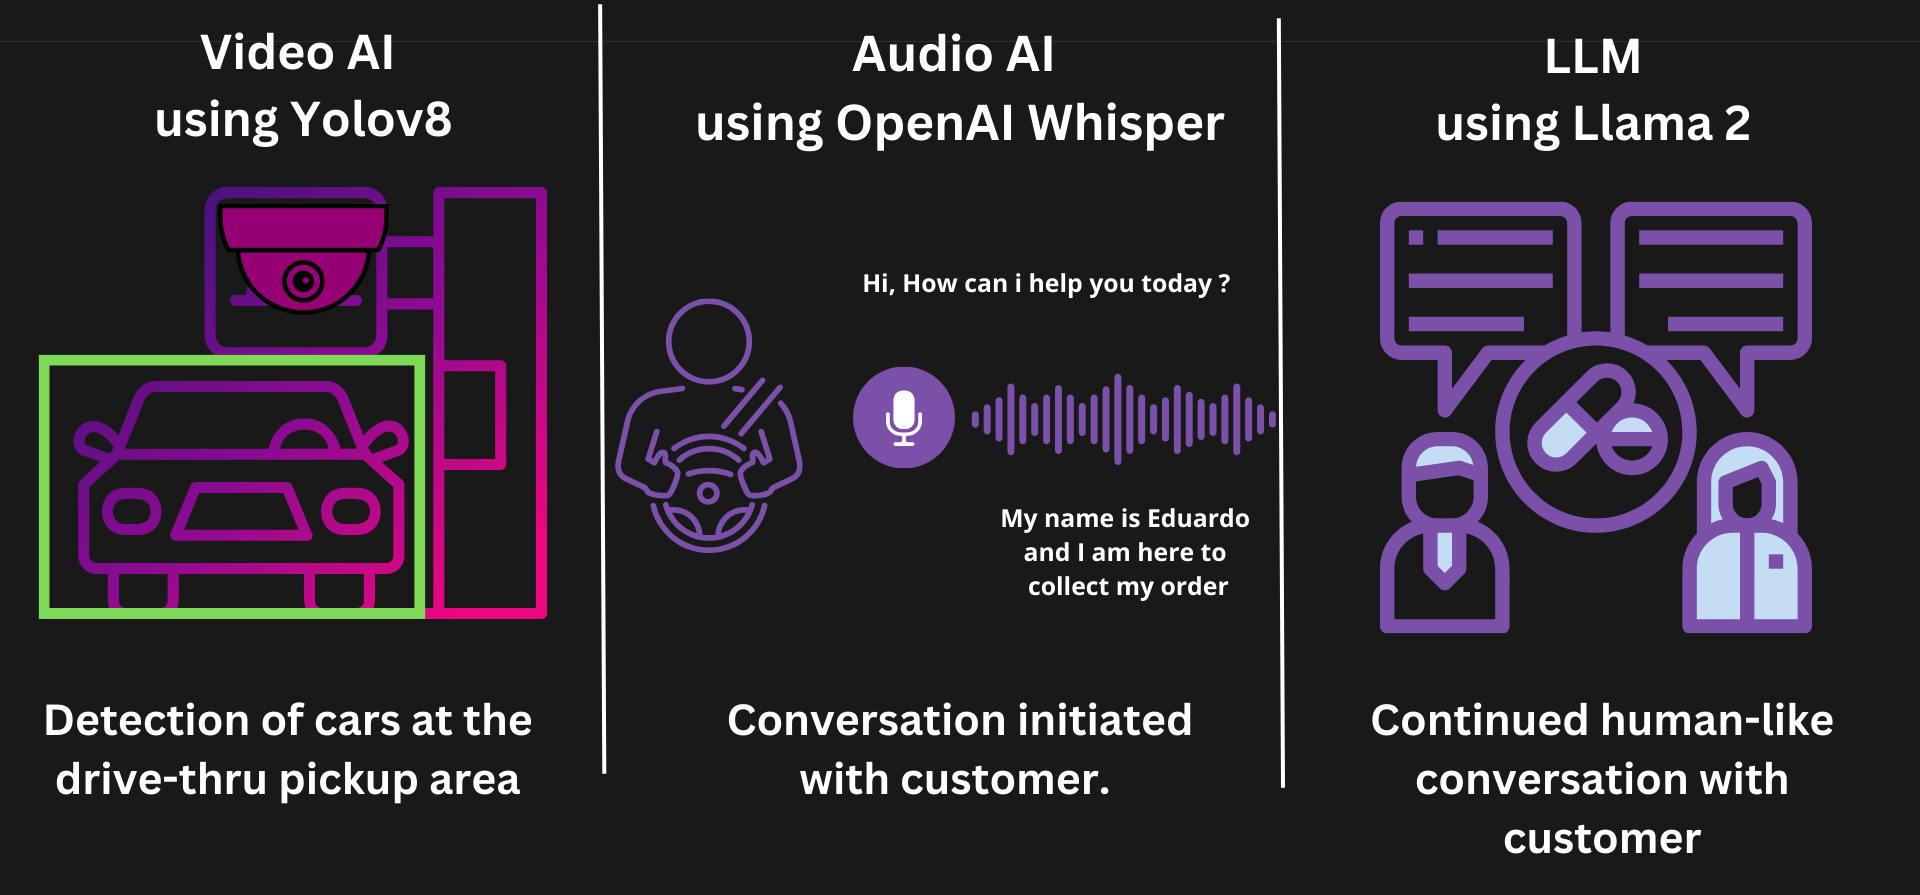 Video AI
using Yolov8
Detection of cars at the
drive-thru pickup area
Audio AI
using OpenAI Whisper
Hi, How can i help you today ?
My name is Eduardo
and I am here to
collect my order
Conversation initiated
with customer.
LLM
using Llama 2
Continued human-like
conversation with
customer